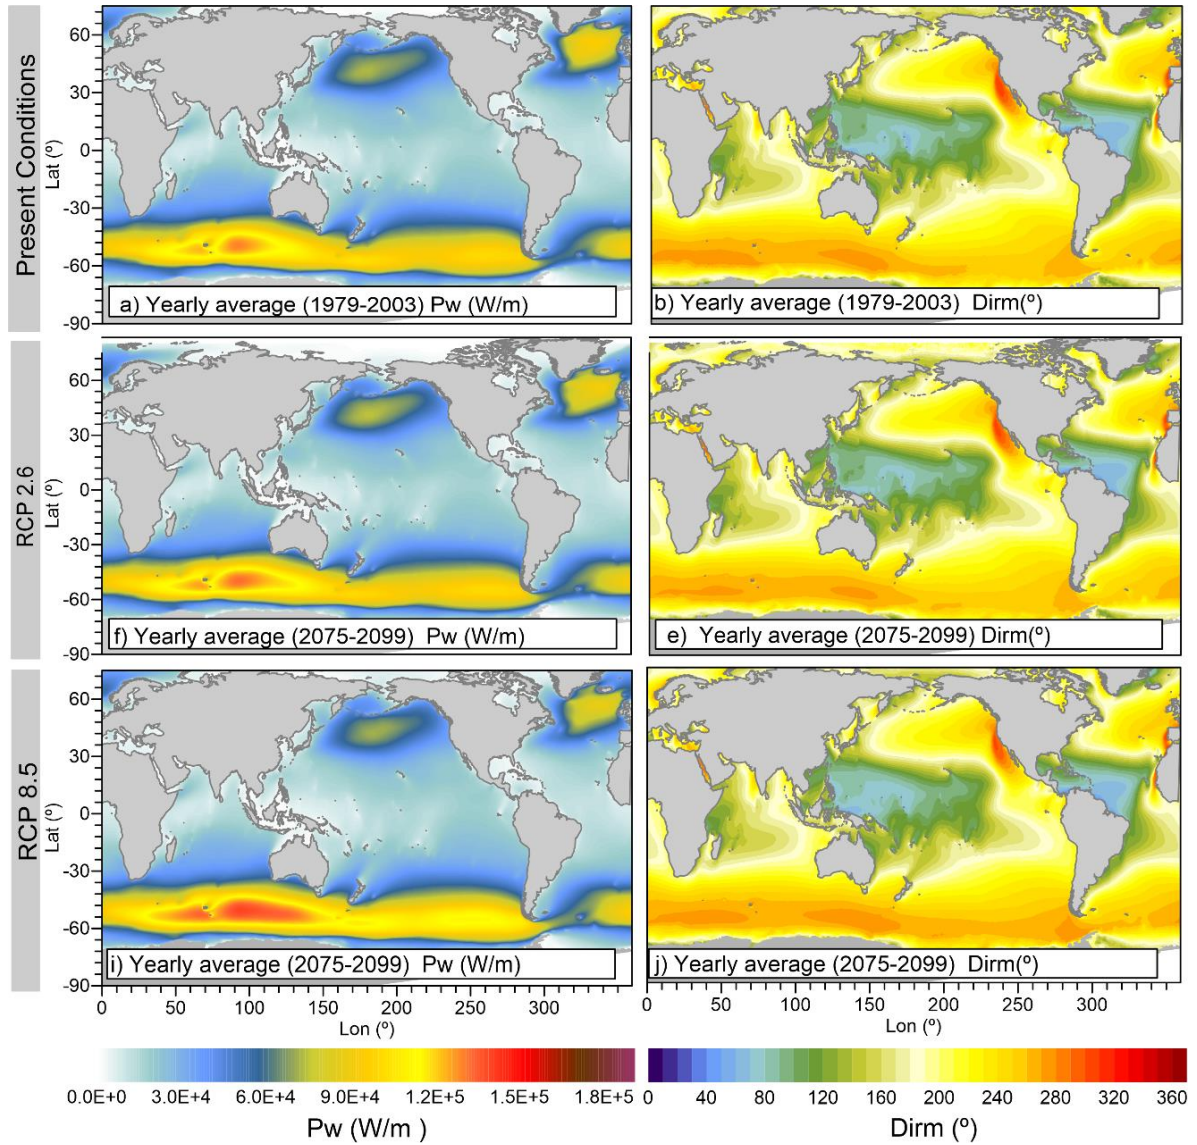 Present Conditions
Lat (º)
60
30
0
-30
-60
-90
a) Yearly average (1979-2003) Pw (W/m)
b) Yearly average (1979-2003) Dirm(º)
RCP 2.6
Lat (º)
60
30
0
-30
-60
-90
f) Yearly average (2075-2099) Pw (W/m)
e) Yearly average (2075-2099) Dirm(º)
RCP 8.5
Lat (º)
60
30
0
-30
-60
-90
i) Yearly average (2075-2099) Pw (W/m)
j) Yearly average (2075-2099) Dirm(º)
0 50 100 150 200 250 300
Lon (º)
0 50 100 150 200 250 300
Lon (º)
0.0E+0 3.0E+4 6.0E+4 9.0E+4 1.2E+5 1.5E+5 1.8E+5
Pw (W/m )
0 40 80 120 160 200 240 280 320 360
Dirm (º)